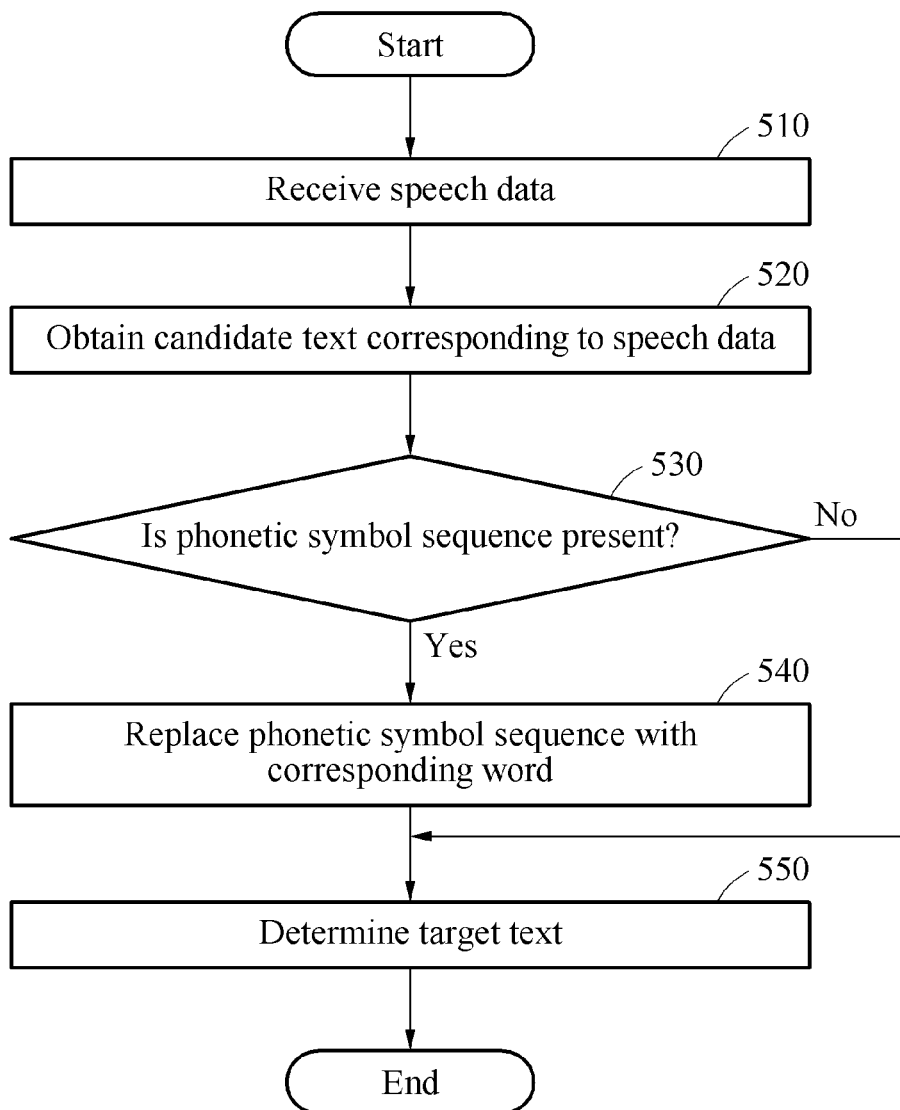 Start
510
Receive speech data
520
Obtain candidate text corresponding to speech data
530
Is phonetic symbol sequence present?
No
Yes
540
Replace phonetic symbol sequence with
corresponding word
550
Determine target text
End